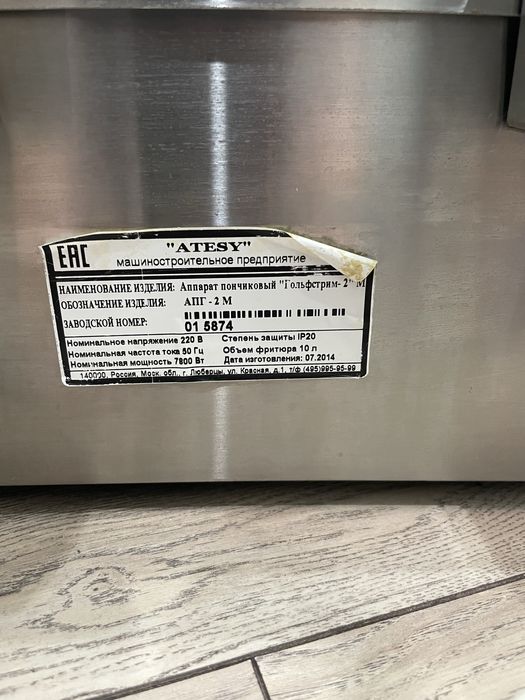 ЕАС
"ATESY"
машиностроительное предприятие
НАИМЕНОВАНИЕ ИЗДЕЛИЯ: Аппарат пончиковый "Гольфстрим- 2" М
ОБОЗНАЧЕНИЕ ИЗДЕЛИЯ: АПГ - 2 М
ЗАВОДСКОЙ НОМЕР: 01 5874
Номинальное напряжение 220 В Степень защиты IP20
Номинальная частота тока 50 Гц Объем фритюра 10 л
Номинальная мощность 7800 Вт Дата изготовления: 07.2014
140000, Россия, Моск. обл., г. Люберцы, ул. Красная, д.1, т/ф (495)995-95-99